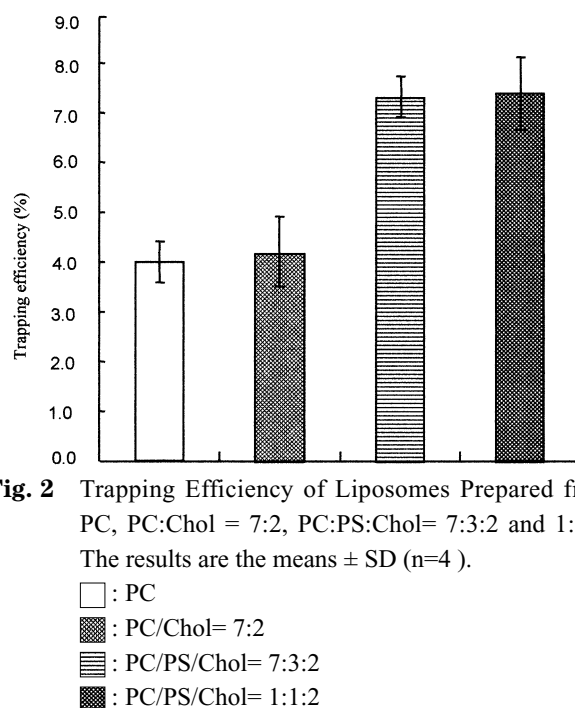 9.0
8.0
7.0
6.0
5.0
4.0
3.0
2.0
1.0
0.0
Trapping efficiency (%)
Fig. 2 Trapping Efficiency of Liposomes Prepared
PC, PC:Chol = 7:2, PC:PS:Chol= 7:3:2 and 1:
The results are the means ± SD (n=4 ).
: PC
: PC/Chol= 7:2
: PC/PS/Chol= 7:3:2
: PC/PS/Chol= 1:1:2